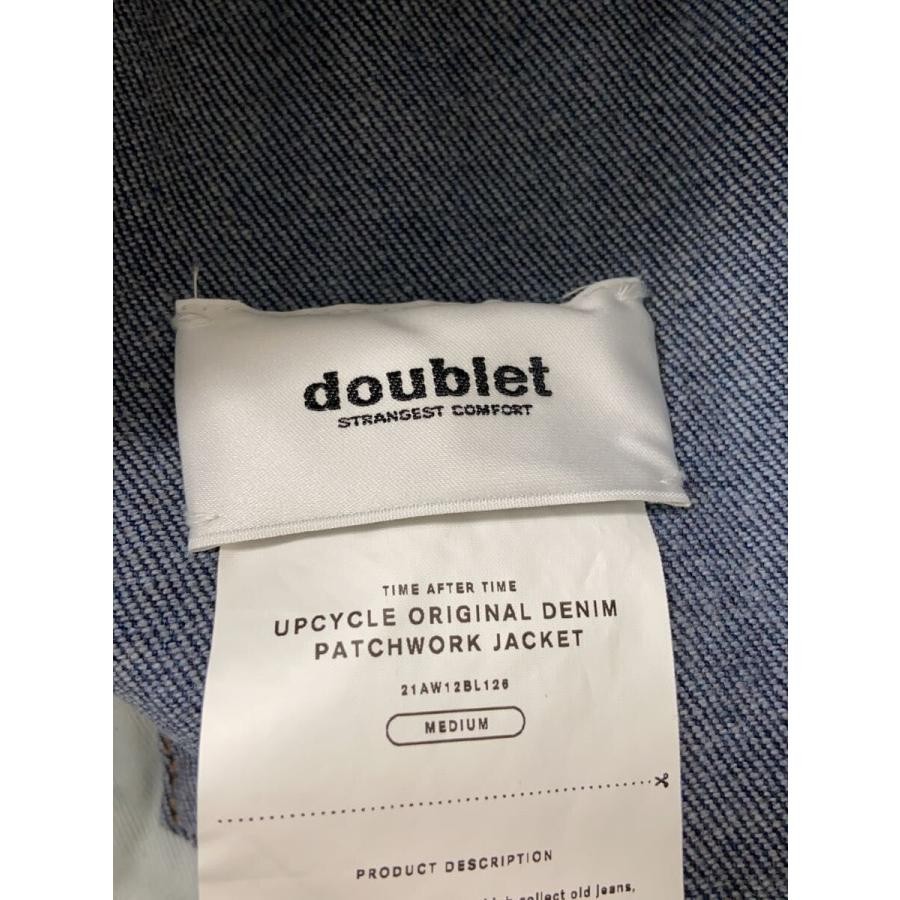 doublet
STRANGEST COMFORT
TIME AFTER TIME
UPCYCLE ORIGINAL DENIM
PATCHWORK JACKET
21AW12BL126
MEDIUM
PRODUCT DESCRIPTION
collect old jeans,